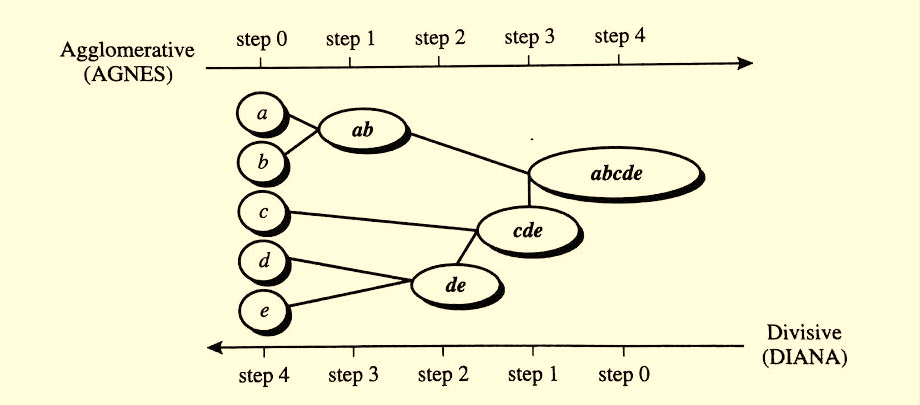 step 0 step 1 step 2 step 3 step 4
Agglomerative
(AGNES)
a
ab
b
abcde
c
cde
d
de
e
Divisive
(DIANA)
step 4 step 3 step 2 step 1 step 0